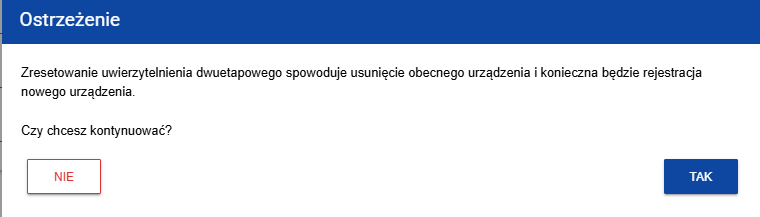 Ostrzeżenie
Zresetowanie uwierzytelnienia dwuetapowego spowoduje usunięcie obecnego urządzenia i konieczna będzie rejestracja
nowego urządzenia.
Czy chcesz kontynuować?
NIE
TAK